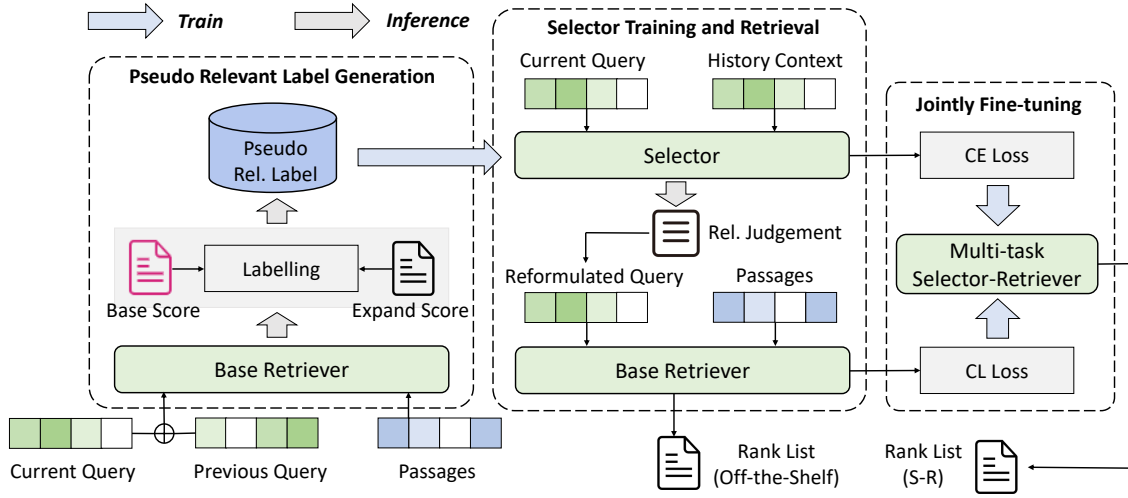 Train
Inference
Pseudo Relevant Label Generation
Pseudo
Rel. Label
Labelling
Base Score
Expand Score
Base Retriever
Current Query
Previous Query
Passages
Selector Training and Retrieval
Current Query
History Context
Selector
Rel. Judgement
Reformulated Query
Passages
Base Retriever
Rank List
(Off-the-Shelf)
Jointly Fine-tuning
CE Loss
Multi-task
Selector-Retriever
CL Loss
Rank List
(S-R)